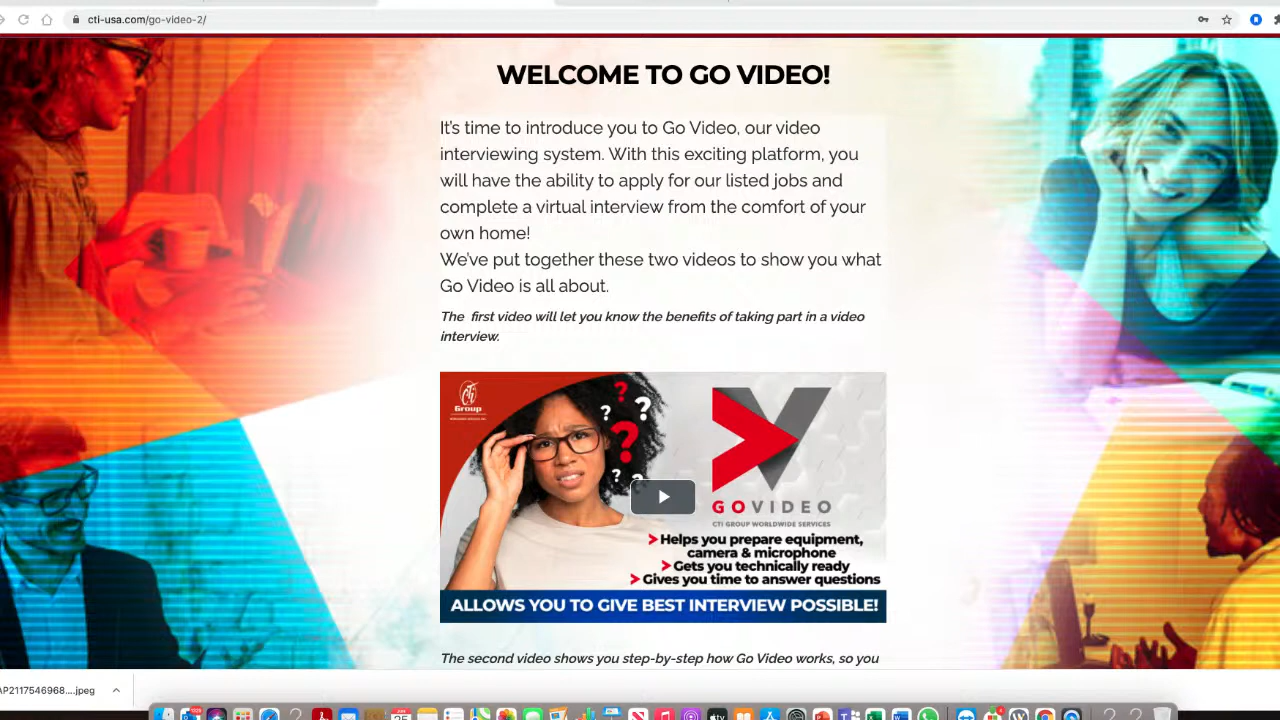 cti-usa.com/go-video-2/
WELCOME TO GO VIDEO!
It's time to introduce you to Go Video, our video
interviewing system. With this exciting platform, you
will have the ability to apply for our listed jobs and
complete a virtual interview from the comfort of your
own home!
We've put together these two videos to show you what
Go Video is all about.
The first video will let you know the benefits of taking part in a video
interview.
CTI
Group
? ? ? ? ? ?
GOVIDEO
CTI GROUP WORLDWIDE SERVICES
Helps you prepare equipment,
camera & microphone
Gets you technically ready
Gives you time to answer questions
ALLOWS YOU TO GIVE BEST INTERVIEW POSSIBLE!
The second video shows you step-by-step how Go Video works, so you
AP2117546968....jpeg